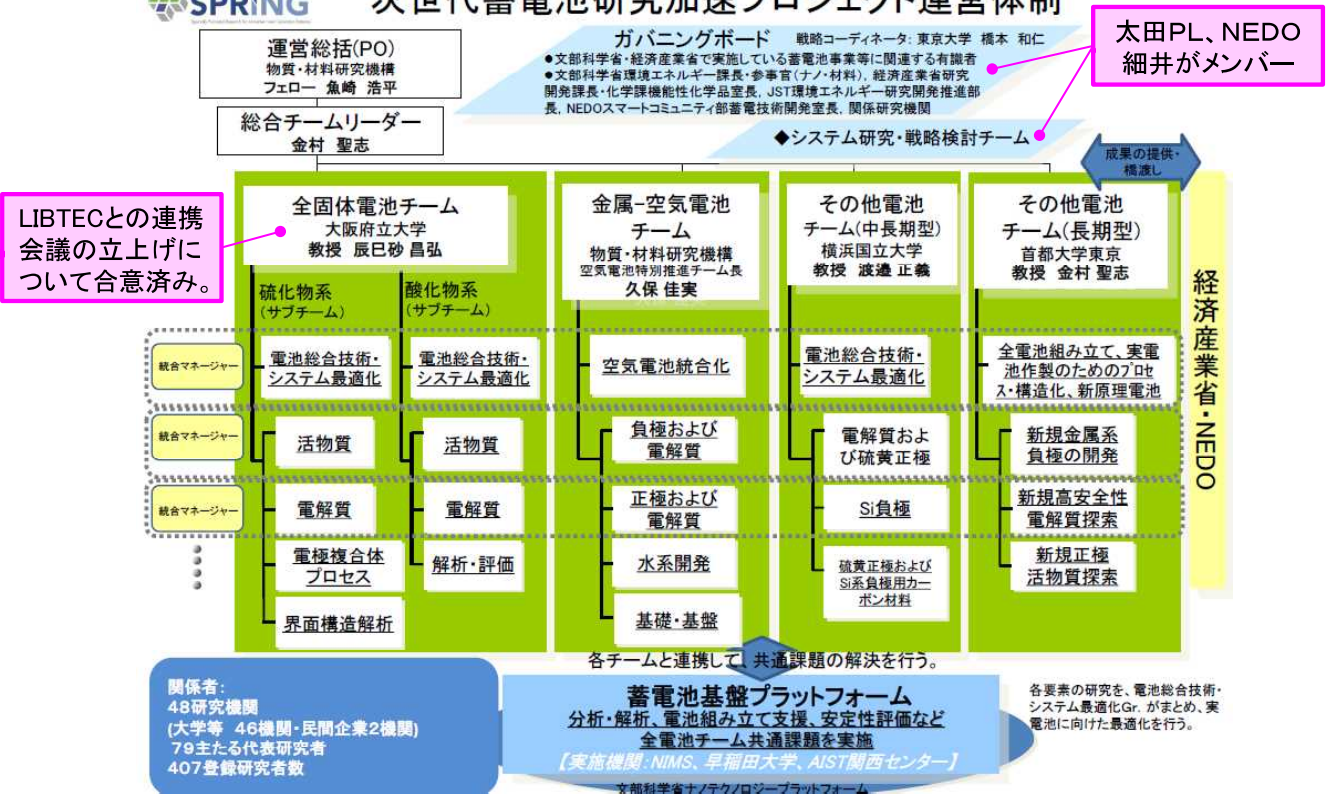 SPRING
次世代蓄電池研究加速プロジェクト運営体制
運営総括(PO)
物質・材料研究機構
フェロー 魚崎 浩平
総合チームリーダー
金村 聖志
ガバニングボード 戦略コーディネータ: 東京大学 橋本 和仁
●文部科学省・経済産業省で実施している蓄電池事業等に関連する有識者
●文部科学省環境エネルギー課長・参事官(ナノ・材料), 経済産業省研究
開発課長・化学課機能性化学品室長, JST環境エネルギー研究開発推進部
長, NEDOスマートコミュニティ部蓄電技術開発室長, 関係研究機関
太田PL、NEDO
細井がメンバー
◆システム研究・戦略検討チーム
成果の提供・
橋渡し
LIBTECとの連携
会議の立上げに
ついて合意済み。
全固体電池チーム
大阪府立大学
教授 辰巳砂 昌弘
硫化物系
(サブチーム)
酸化物系
(サブチーム)
金属-空気電池
チーム
物質・材料研究機構
空気電池特別推進チーム長
久保 佳実
その他電池
チーム(中長期型)
横浜国立大学
教授 渡邉 正義
その他電池
チーム(長期型)
首都大学東京
教授 金村 聖志
経済産業省・NEDO
統合マネージャー
電池総合技術・
システム最適化
電池総合技術・
システム最適化
空気電池統合化
電池総合技術・
システム最適化
全電池組み立て、実電
池作製のためのプロセ
ス・構造化、新原理電池
統合マネージャー
活物質
活物質
負極および
電解質
電解質およ
び硫黄正極
新規金属系
負極の開発
統合マネージャー
電解質
電解質
正極および
電解質
Si負極
新規高安全性
電解質探索
電極複合体
プロセス
解析・評価
水系開発
硫黄正極および
Si系負極用カー
ボン材料
新規正極
活物質探索
界面構造解析
基礎・基盤
各チームと連携して、共通課題の解決を行う。
関係者:
48研究機関
(大学等 46機関・民間企業2機関)
79主たる代表研究者
407登録研究者数
蓄電池基盤プラットフォーム
分析・解析、電池組み立て支援、安定性評価など
全電池チーム共通課題を実施
【実施機関:NIMS、早稲田大学、AIST関西センター】
文部科学省ナノテクノロジープラットフォーム
各要素の研究を、電池総合技術・
システム最適化Gr. がまとめ、実
電池に向けた最適化を行う。